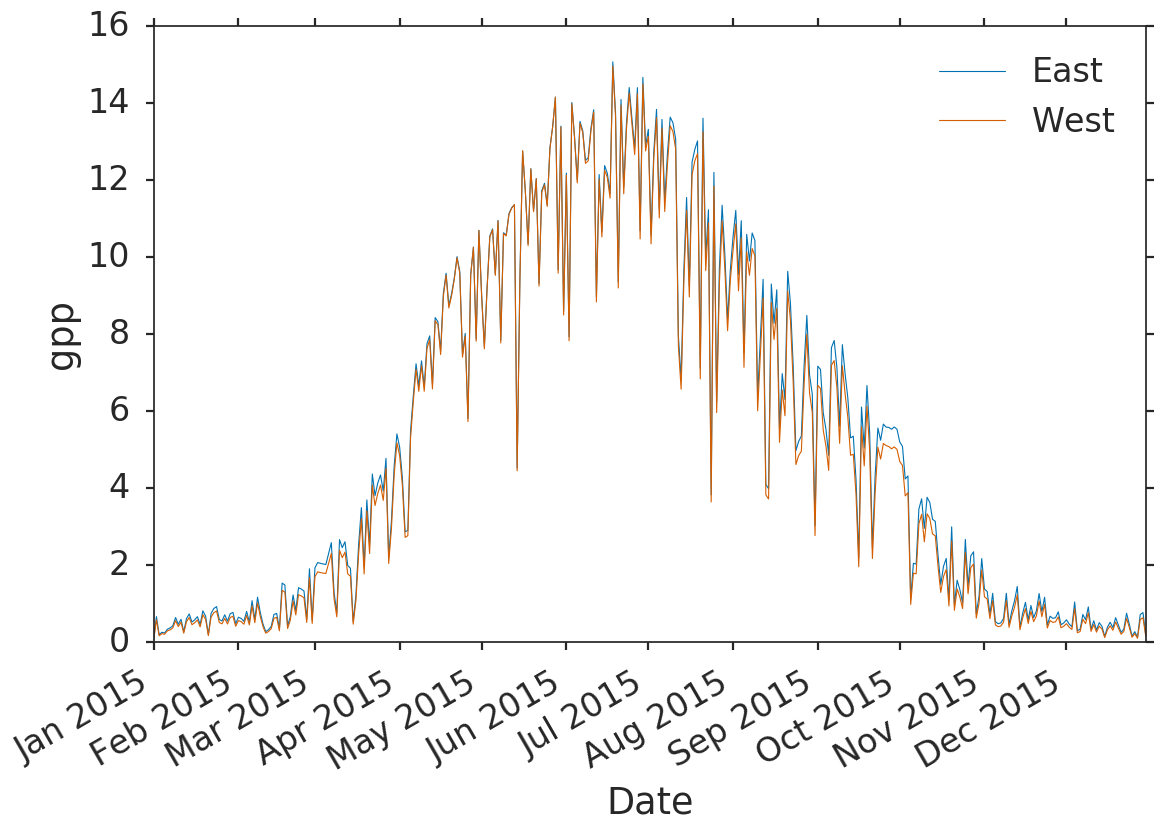 16
14
12
10
8
6
4
2
0
gpp
East
West
Jan 2015
Feb 2015
Mar 2015
Apr 2015
May 2015
Jun 2015
Jul 2015
Aug 2015
Sep 2015
Oct 2015
Nov 2015
Dec 2015
Date